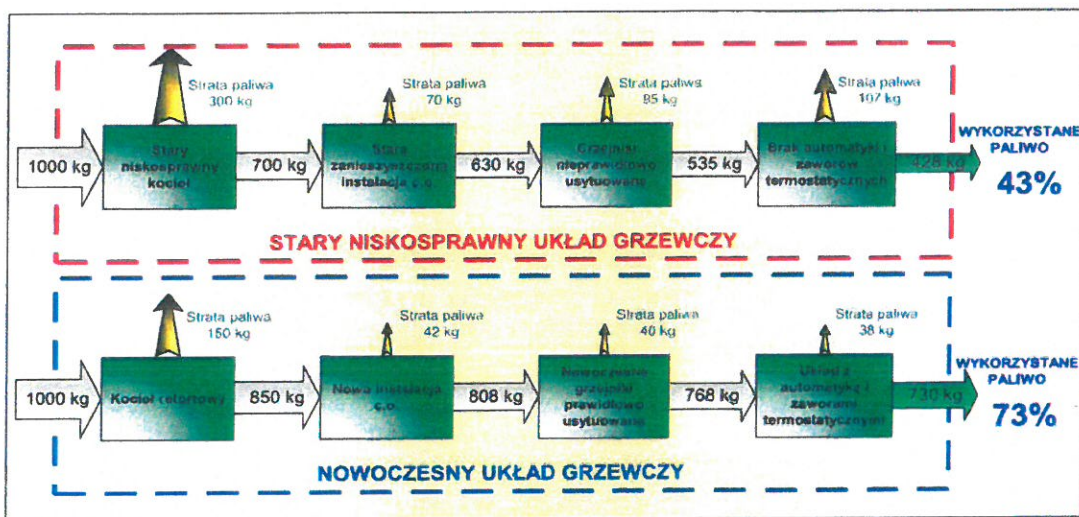 Strata paliwa
300 kg
Strata paliwa
70 kg
Strata paliwa
95 kg
Strata paliwa
107 kg
1000 kg
Stary
niskosprawny
kocioł
700 kg
Stara
zanieszyszczona
instalacja c.o.
630 kg
Grzejniki
nieprawidłowo
usytuowane
535 kg
Brak automatyki i
zaworów
termostatycznych
428 kg
WYKORZYSTANE
PALIWO
43%
STARY NISKOSPRAWNY UKŁAD GRZEWCZY
Strata paliwa
150 kg
Strata paliwa
42 kg
Strata paliwa
40 kg
Strata paliwa
38 kg
1000 kg
Kocioł retortowy
850 kg
Nowa instalacja
c.o.
808 kg
Nowoczesne
grzejniki
prawidłowo
usytuowane
768 kg
Układ z
automatyką i
zaworami
termostatycznymi
730 kg
WYKORZYSTANE
PALIWO
73%
NOWOCZESNY UKŁAD GRZEWCZY